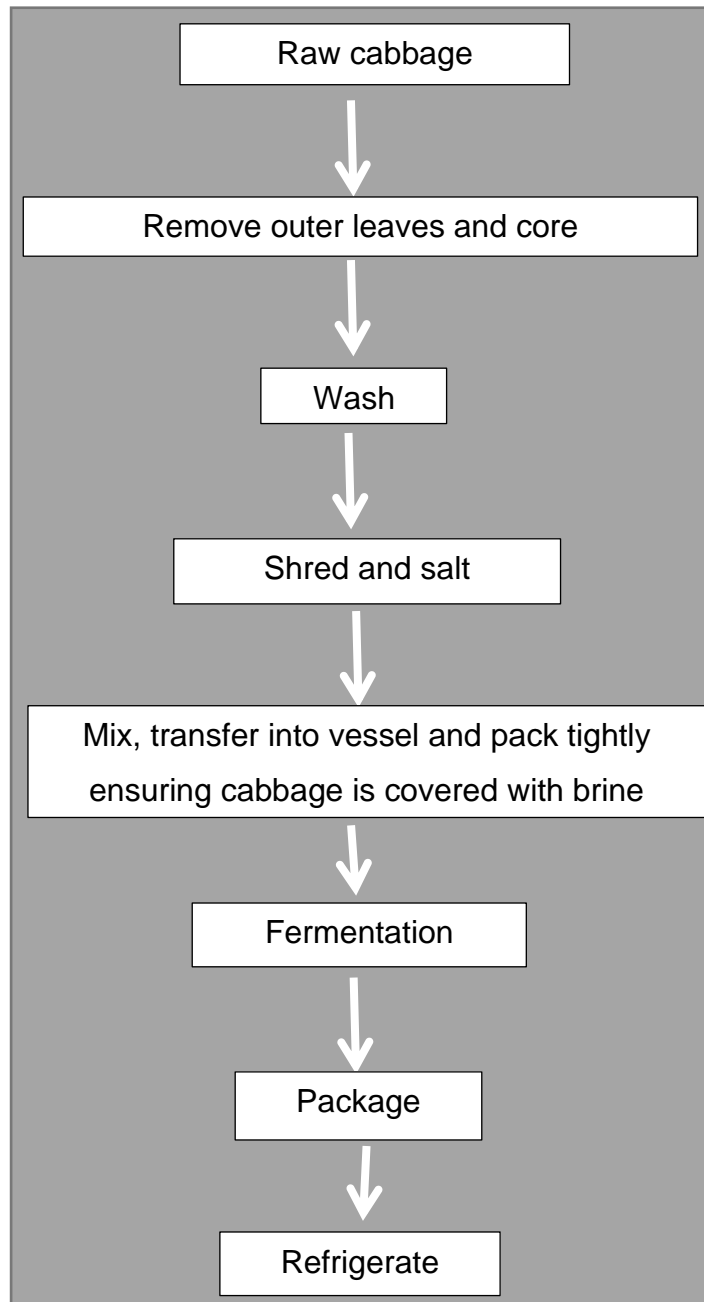 Raw cabbage
Remove outer leaves and core
Wash
Shred and salt
Mix, transfer into vessel and pack tightly
ensuring cabbage is covered with brine
Fermentation
Package
Refrigerate